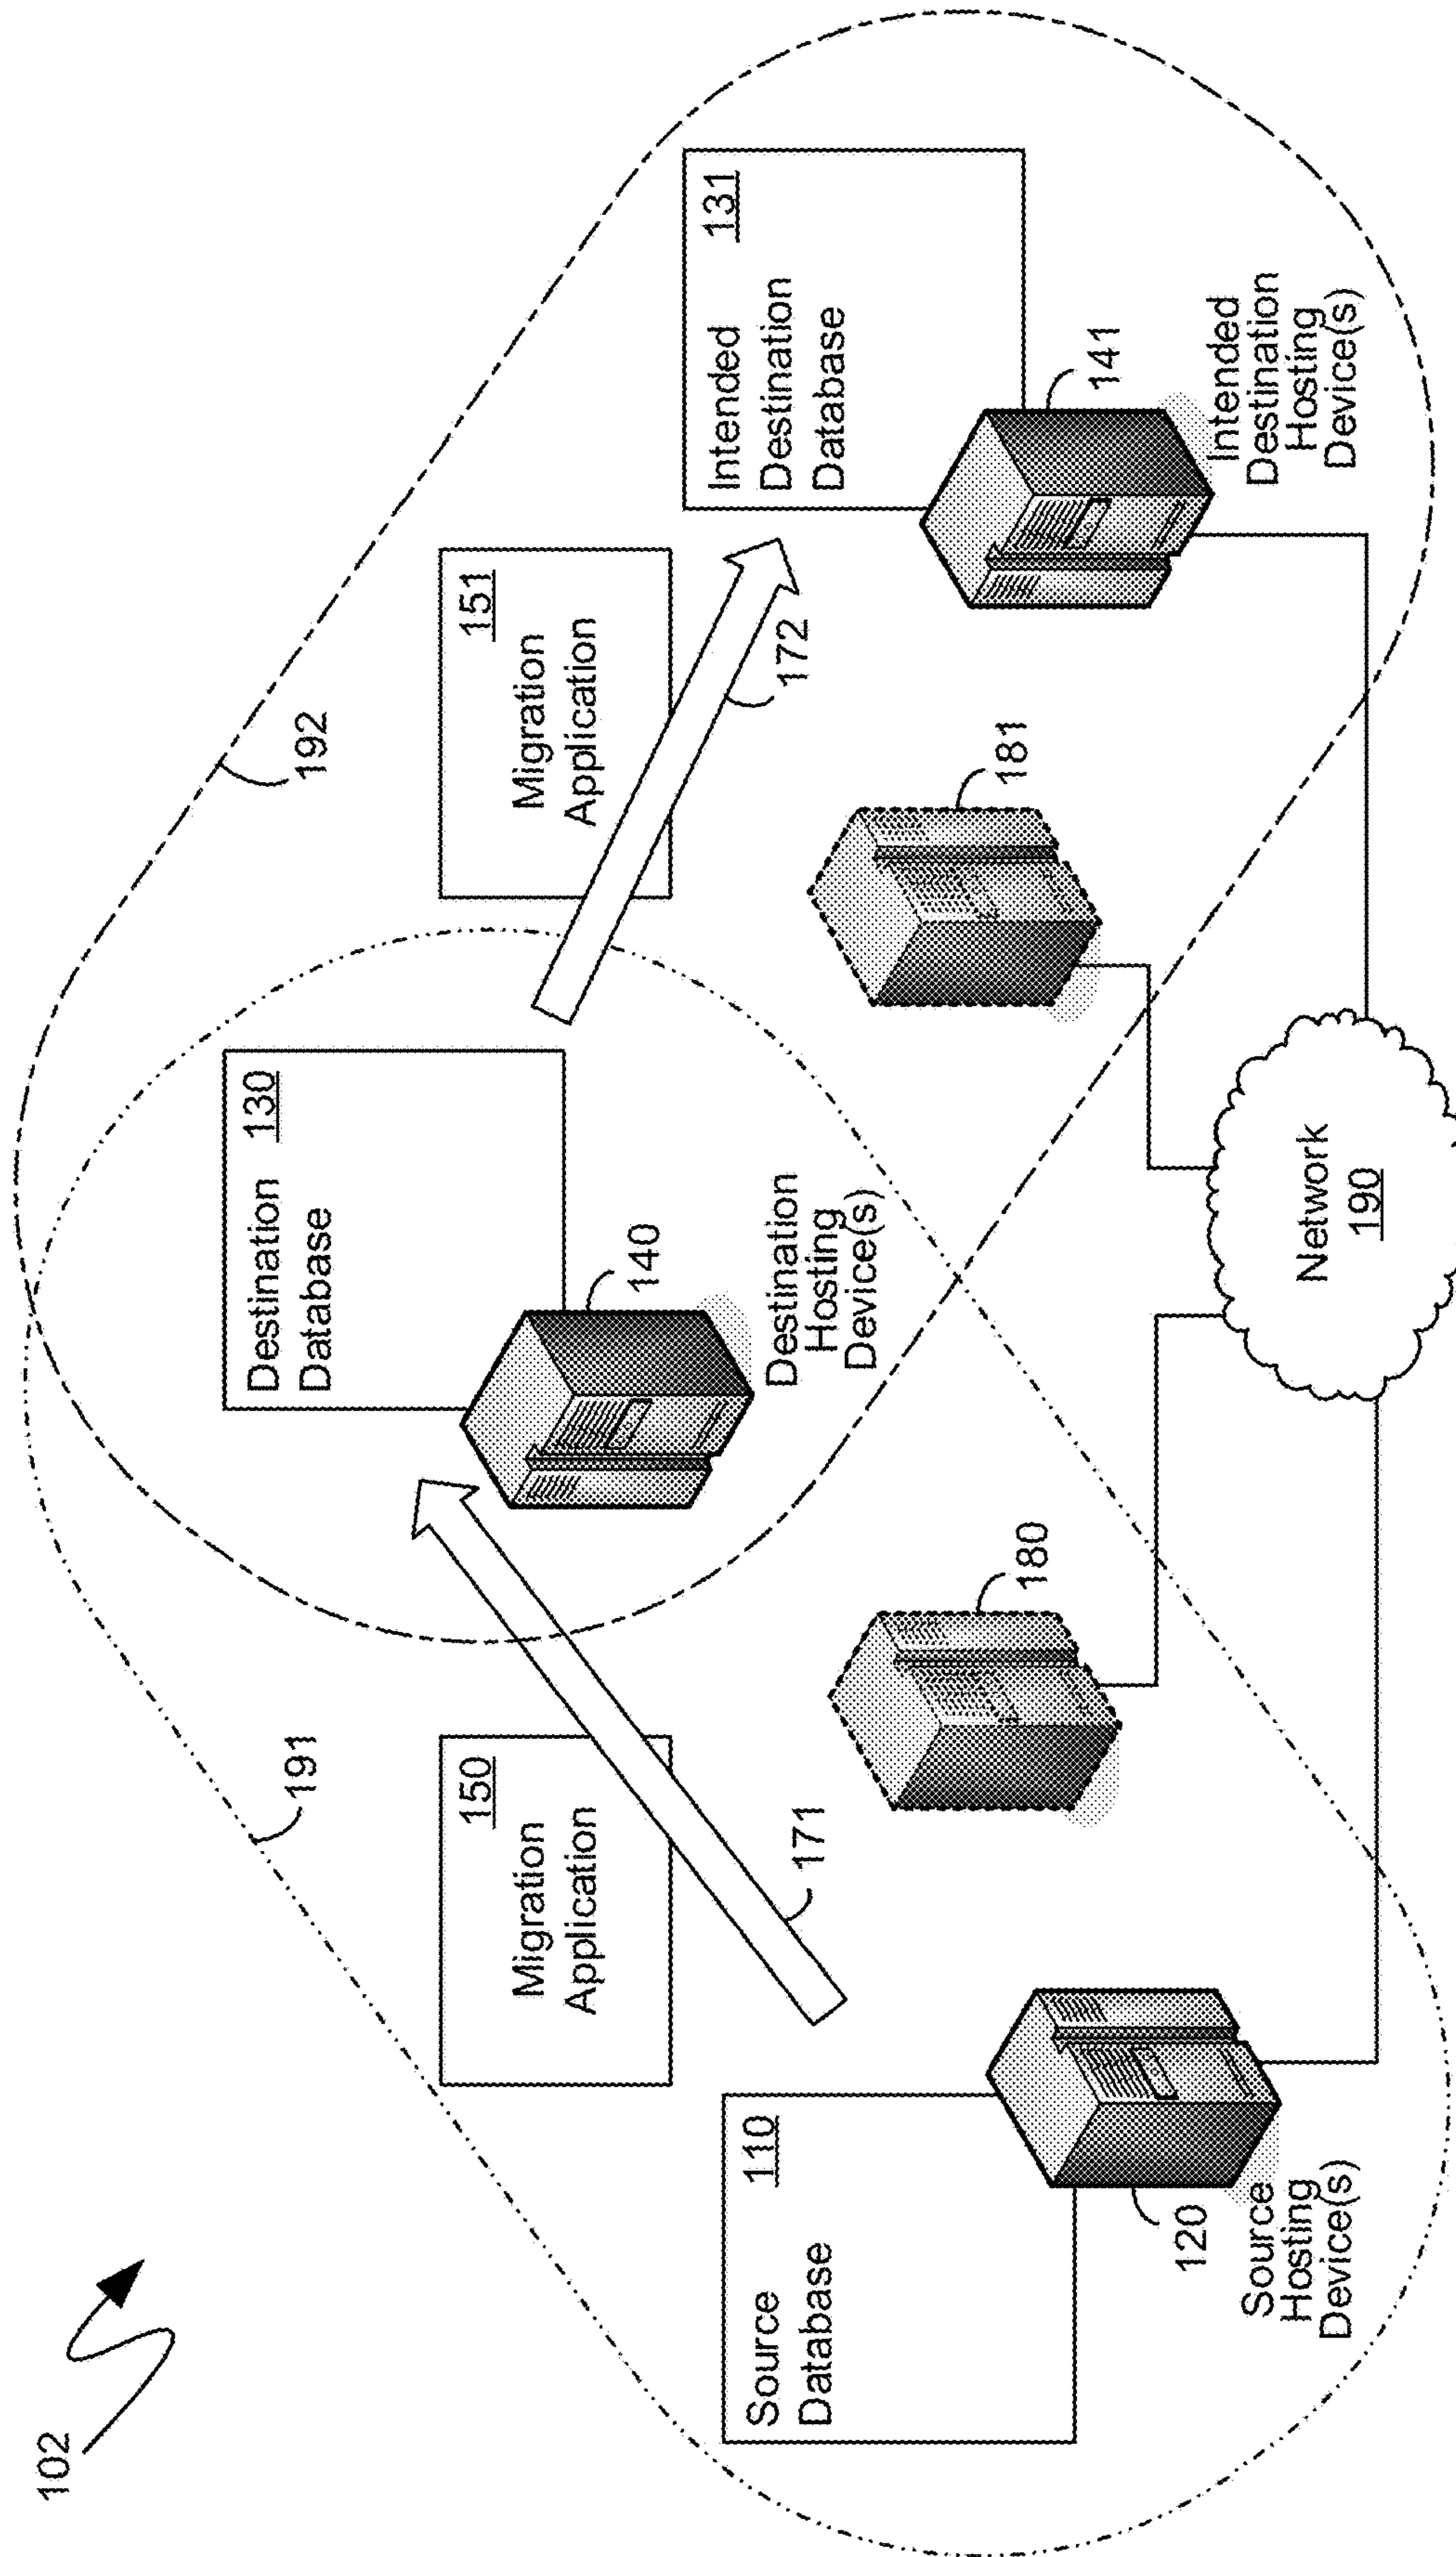 102
191
192
Destination 130
Database
140
Destination
Hosting
Device(s)
Migration 150
Application
171
Migration 151
Application
172
Source 110
Database
120
Source
Hosting
Device(s)
180
181
Intended 131
Destination
Database
141
Intended
Destination
Hosting
Device(s)
Network
190